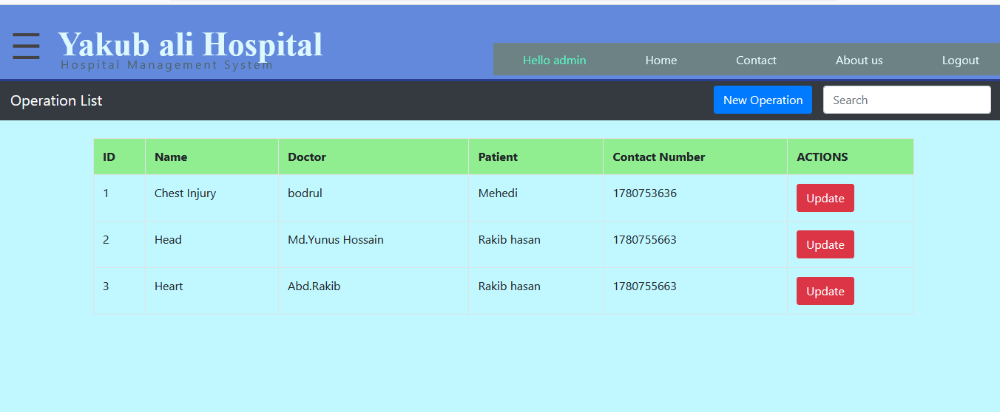 ☰ Yakub ali Hospital
Hospital Management System
Hello admin Home Contact About us Logout
Operation List New Operation Search
ID Name Doctor Patient Contact Number ACTIONS
1 Chest Injury bodrul Mehedi 1780753636 Update
2 Head Md.Yunus Hossain Rakib hasan 1780755663 Update
3 Heart Abd.Rakib Rakib hasan 1780755663 Update